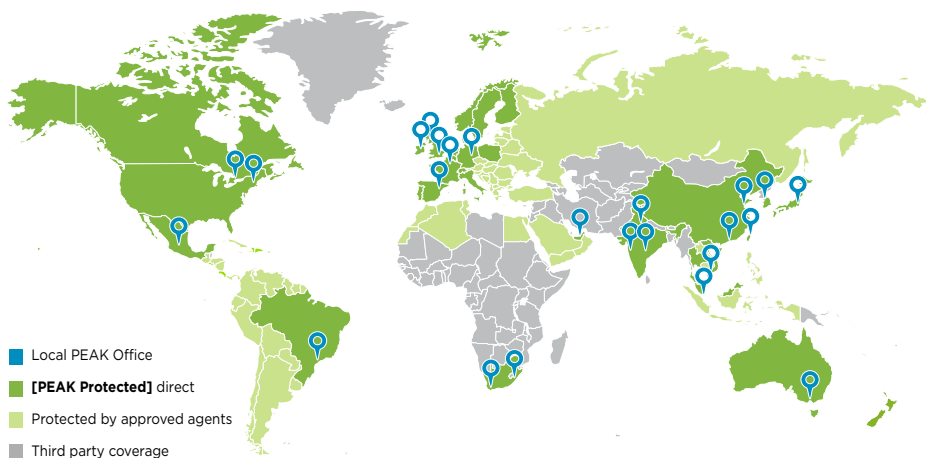 Local PEAK Office
[PEAK Protected] direct
Protected by approved agents
Third party coverage